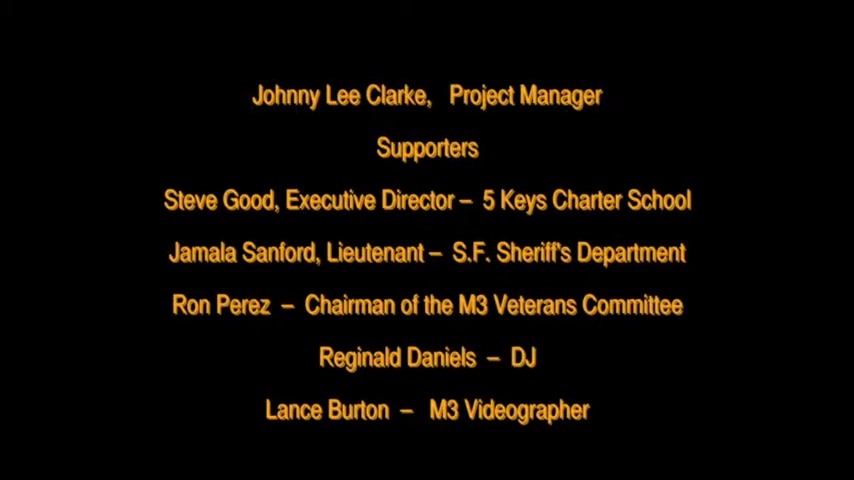 Johnny Lee Clarke,   Project Manager
Supporters
Steve Good, Executive Director –  5 Keys Charter School
Jamala Sanford, Lieutenant –  S.F. Sheriff's Department
Ron Perez  –  Chairman of the M3 Veterans Committee
Reginald Daniels  –  DJ
Lance Burton  –   M3 Videographer